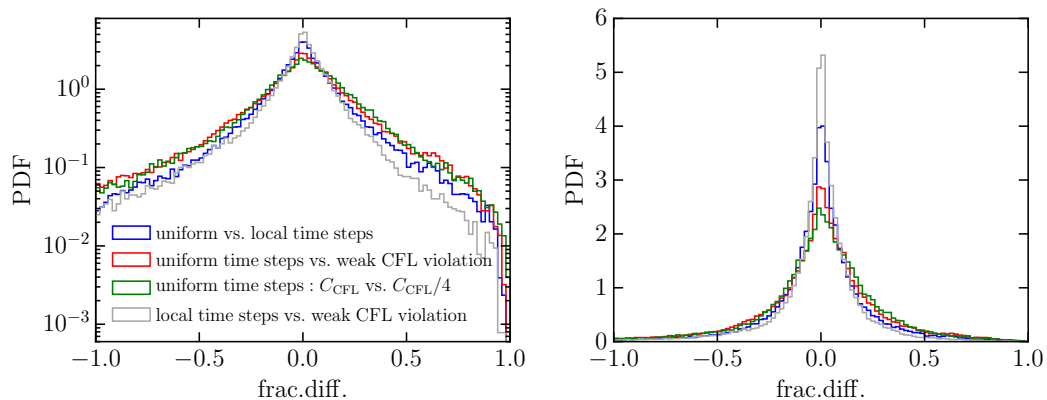 PDF
10⁰
10⁻¹
10⁻²
10⁻³
uniform vs. local time steps
uniform time steps vs. weak CFL violation
uniform time steps : C_CFL vs. C_CFL/4
local time steps vs. weak CFL violation
−1.0 −0.5 0.0 0.5 1.0
frac.diff.
PDF
6
5
4
3
2
1
0
−1.0 −0.5 0.0 0.5 1.0
frac.diff.